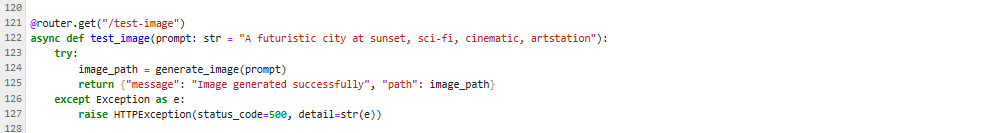 120
121 @router.get("/test-image")
122 async def test_image(prompt: str = "A futuristic city at sunset, sci-fi, cinematic, artstation"):
123     try:
124         image_path = generate_image(prompt)
125         return {"message": "Image generated successfully", "path": image_path}
126     except Exception as e:
127         raise HTTPException(status_code=500, detail=str(e))
128